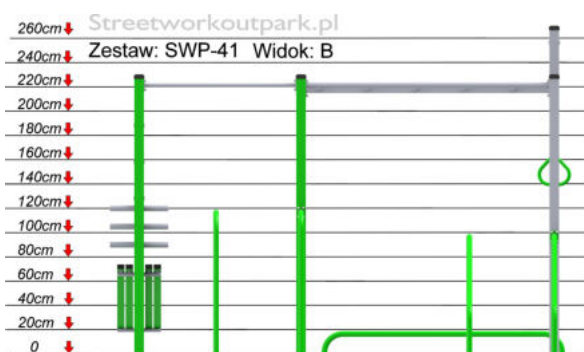 Streetworkoutpark.pl
Zestaw: SWP-41 Widok: B
260cm
240cm
220cm
200cm
180cm
160cm
140cm
120cm
100cm
80cm
60cm
40cm
20cm
0